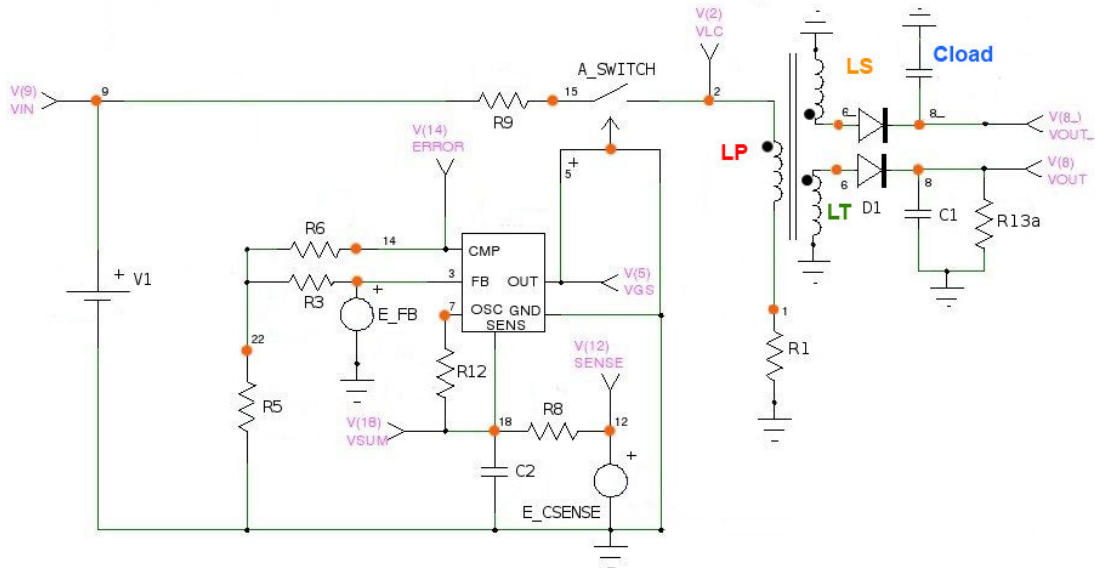 V(2)
VLC
LS
Cload
A_SWITCH
V(9)
VIN
9
15
2
R9
6_
8_
V(8_)
VOUT_
V(14)
ERROR
LP
5
+
V(8)
VOUT
6
8
D1
LT
C1
R13a
R6
14
CMP
3
FB
OUT
V(5)
VGS
R3
+
E_FB
7
OSC
GND
SENS
+
V1
1
22
R12
V(12)
SENSE
R1
R5
V(18)
VSUM
18
R8
12
C2
+
E_CSENSE